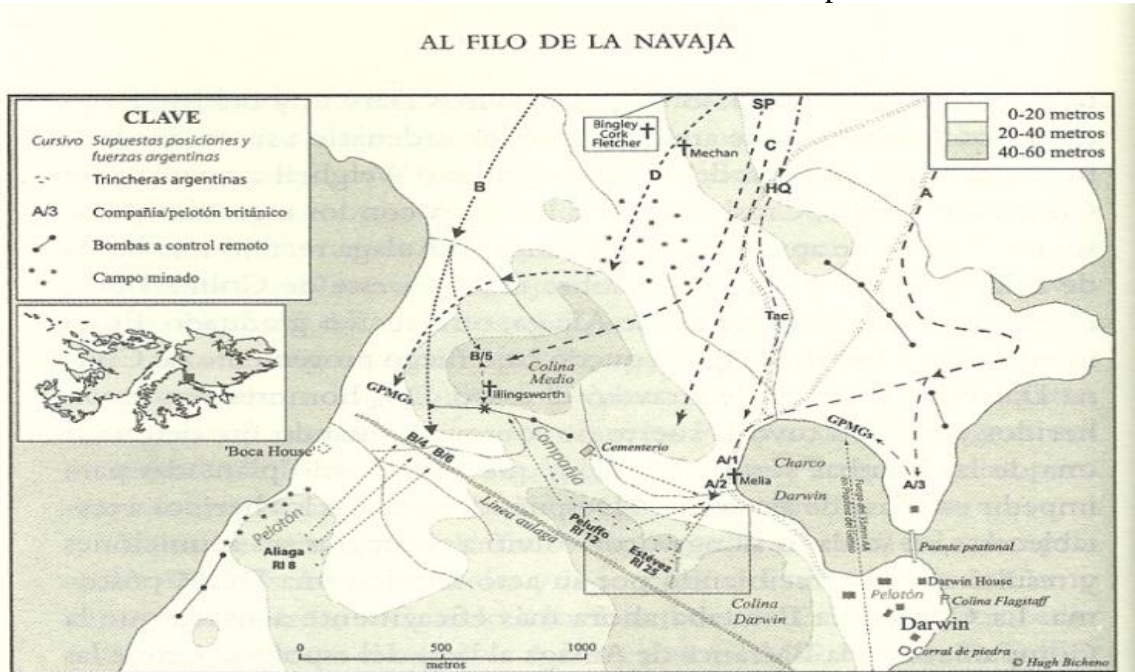 AL FILO DE LA NAVAJA
CLAVE
Cursivo Supuestas posiciones y
fuerzas argentinas
Trincheras argentinas
A/3 Compañía/pelotón británico
Bombas a control remoto
Campo minado
0-20 metros
20-40 metros
40-60 metros
Bingley
Cork
Fletcher
Mechan
SP
B
D
C
HQ
A
Tac
B/5
Colina
Medio
Illingsworth
GPMGs
Compañía
Cementerio
'Boca House'
B/4
B/6
A/1
A/2
Melia
Charco
Darwin
GPMGs
A/3
Línea aulaga
Pelotón
Aliaga
RI 8
Peluffo
RI 12
Estévez
RI 25
Puente peatonal
Darwin House
Pelotón
Colina Flagstaff
Darwin
Corral de piedra
Colina
Darwin
0 500 1000
metros
© Hugh Bicheno